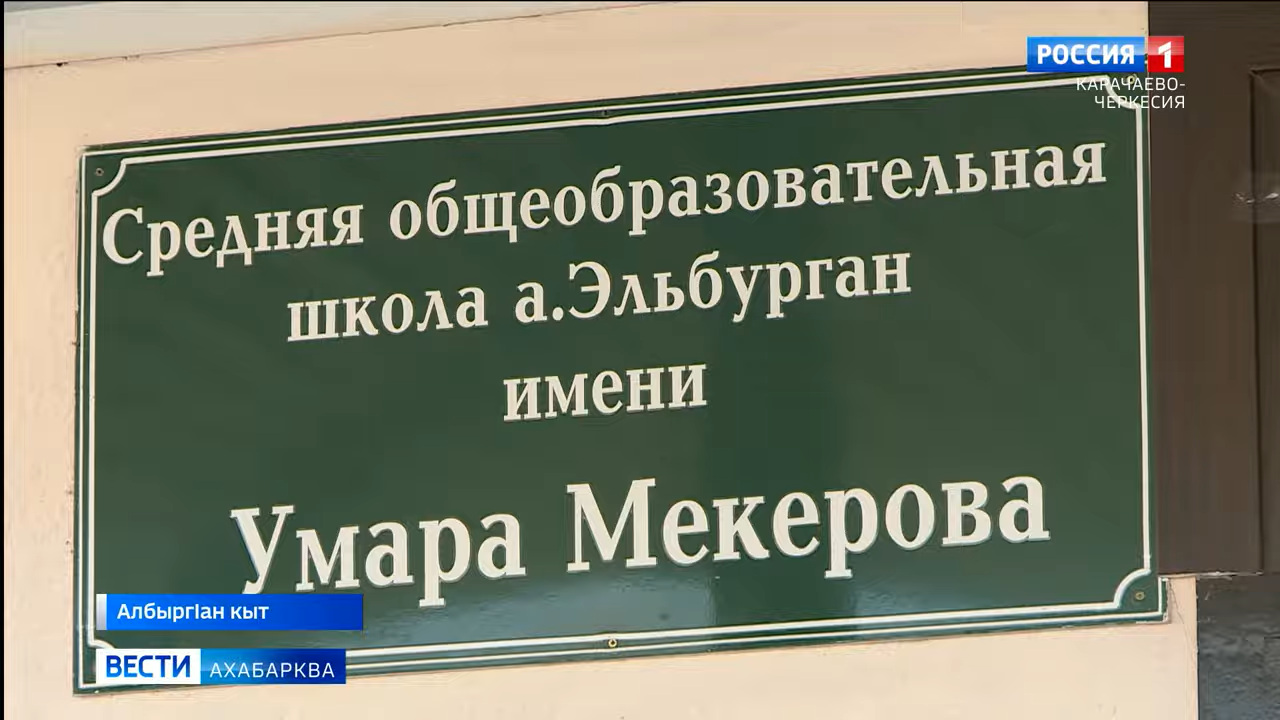 РОССИЯ 1
КАРАЧАЕВО-
ЧЕРКЕСИЯ
Средняя общеобразовательная
школа а.Эльбурган
имени
Умара Мекерова
АлбыргӀан кыт
ВЕСТИ АХАБАРКВА